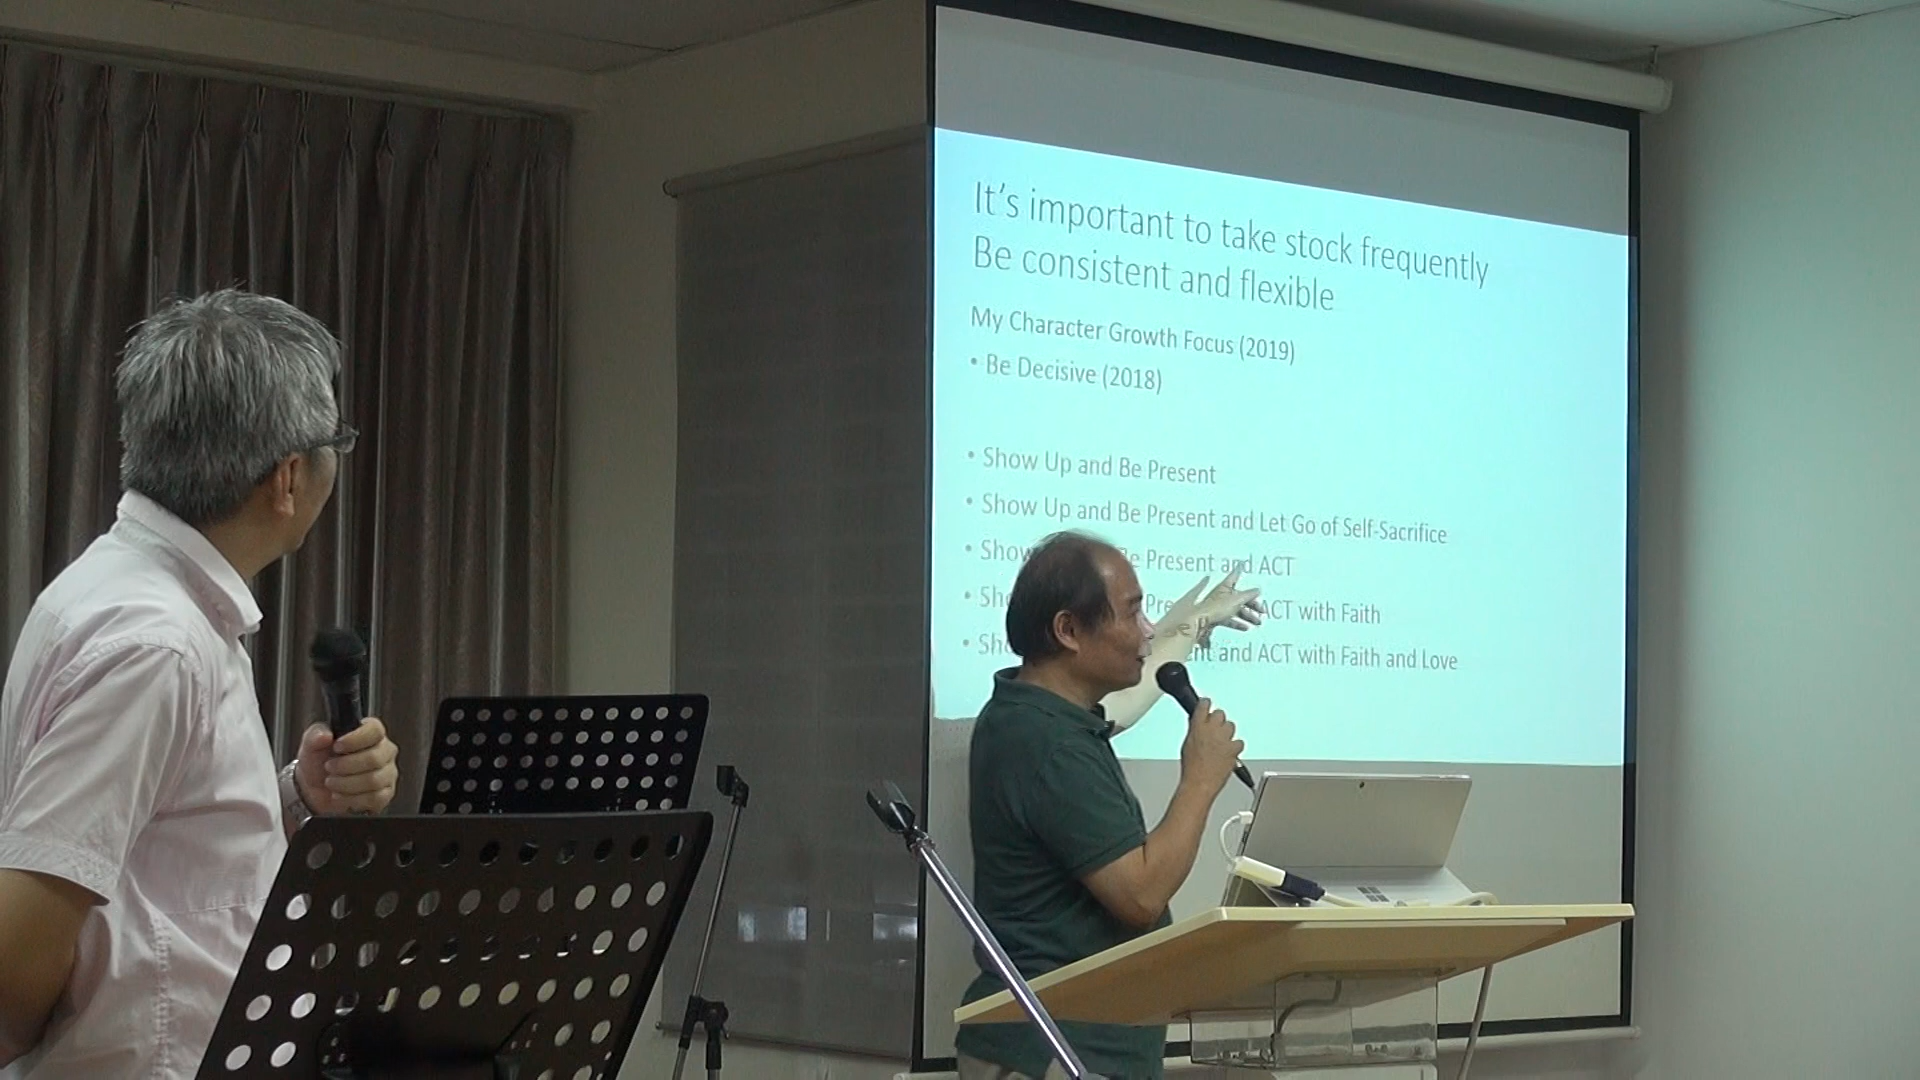 It's important to take stock frequently
Be consistent and flexible
My Character Growth Focus (2019)
• Be Decisive (2018)
• Show Up and Be Present
• Show Up and Be Present and Let Go of Self-Sacrifice
• Show Be Present and ACT
• ACT with Faith
• and ACT with Faith and Love